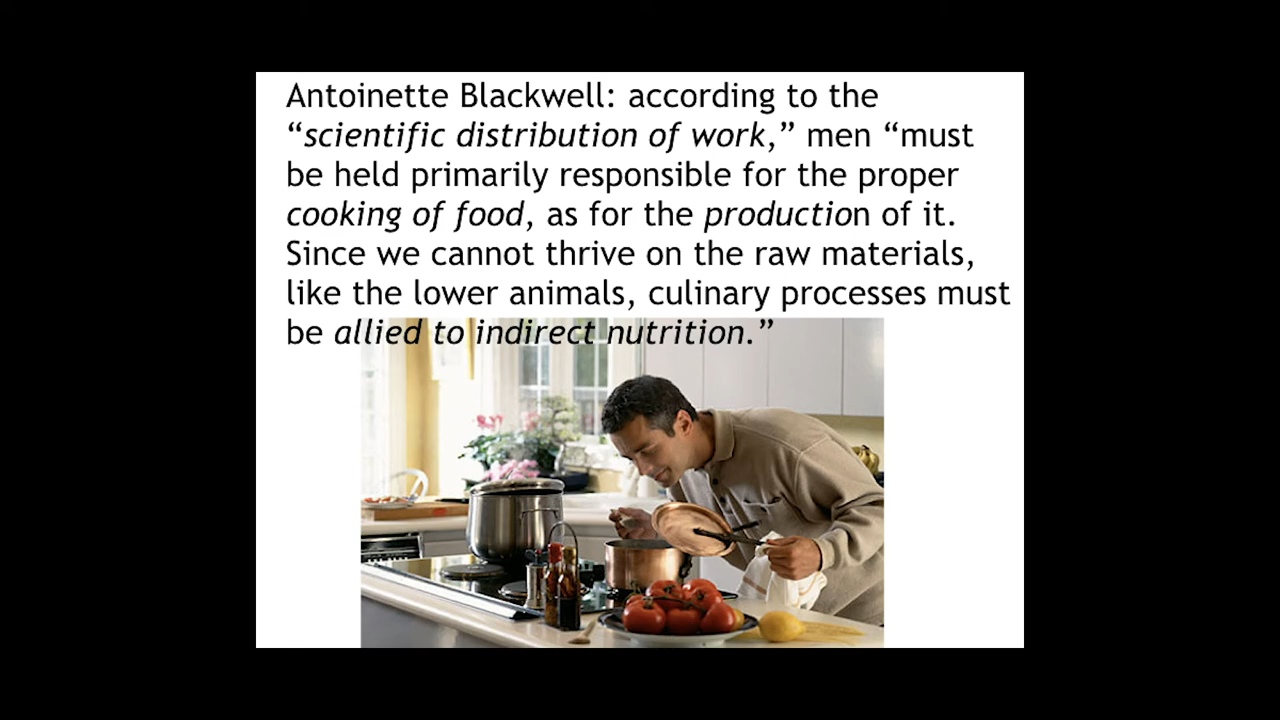 Antoinette Blackwell: according to the
“scientific distribution of work,” men “must
be held primarily responsible for the proper
cooking of food, as for the production of it.
Since we cannot thrive on the raw materials,
like the lower animals, culinary processes must
be allied to indirect nutrition.”